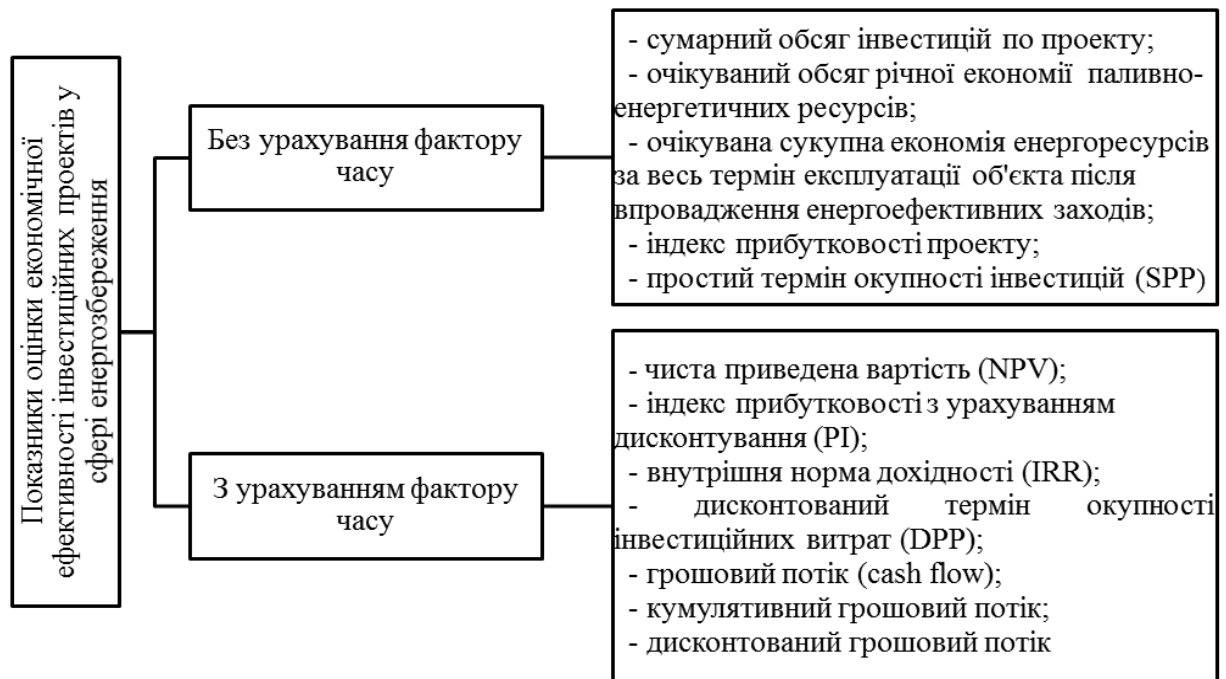 Показники оцінки економічної
ефективності інвестиційних проектів у
сфері енергозбереження
Без урахування фактору
часу
- сумарний обсяг інвестицій по проекту;
- очікуваний обсяг річної економії паливно-
енергетичних ресурсів;
- очікувана сукупна економія енергоресурсів
за весь термін експлуатації об'єкта після
впровадження енергоефективних заходів;
- індекс прибутковості проекту;
- простий термін окупності інвестицій (SPP)
З урахуванням фактору
часу
- чиста приведена вартість (NPV);
- індекс прибутковості з урахуванням
дисконтування (PI);
- внутрішня норма дохідності (IRR);
- дисконтований термін окупності
інвестиційних витрат (DPP);
- грошовий потік (cash flow);
- кумулятивний грошовий потік;
- дисконтований грошовий потік